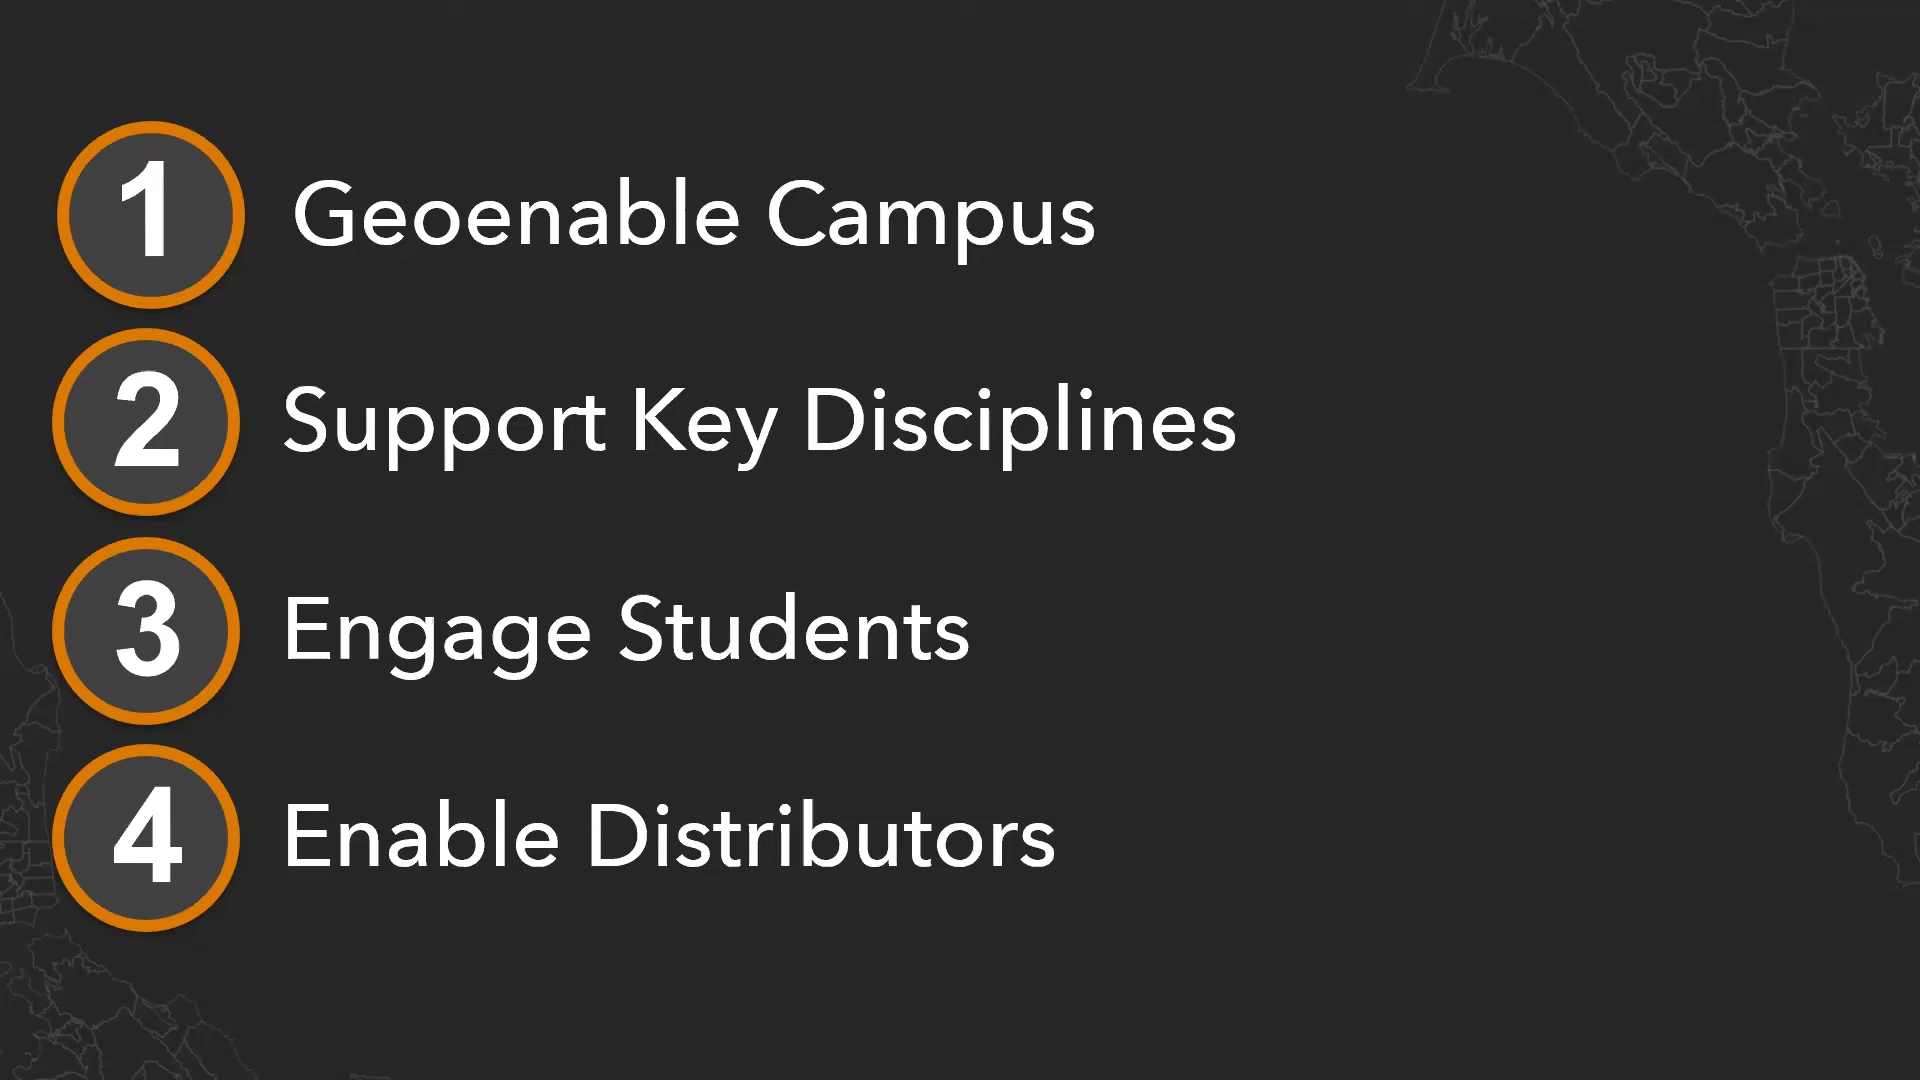 1 Geoenable Campus
2 Support Key Disciplines
3 Engage Students
4 Enable Distributors